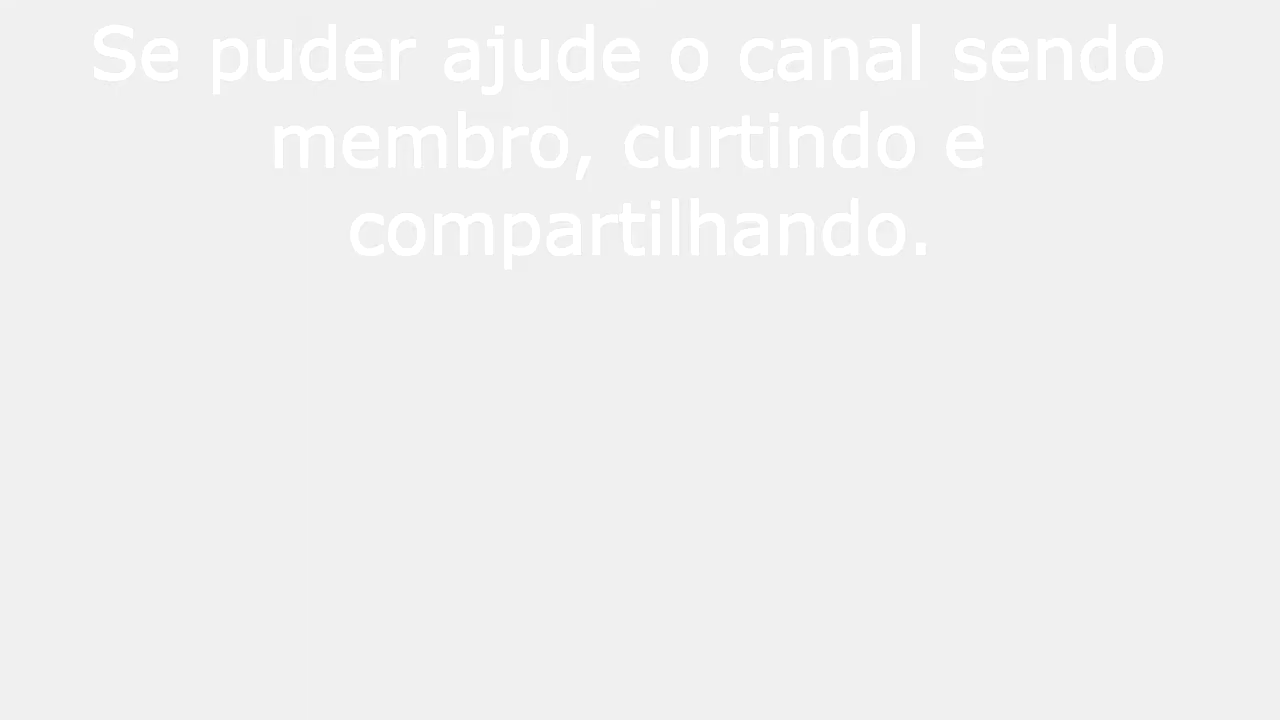 Se puder ajude o canal sendo
membro, curtindo e
compartilhando.